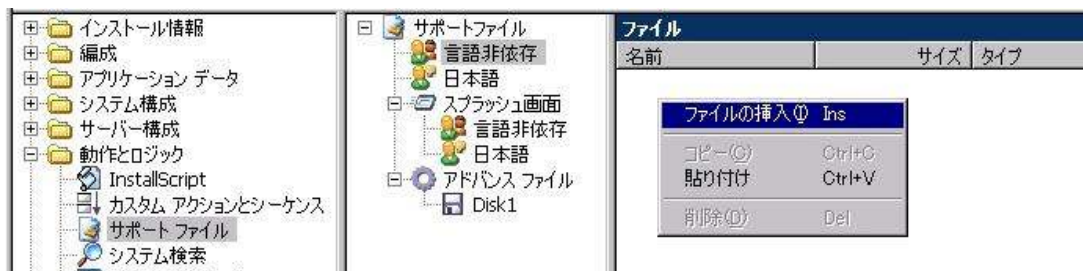 インストール情報
編成
アプリケーション データ
システム構成
サーバー構成
動作とロジック
InstallScript
カスタム アクションとシーケンス
サポート ファイル
システム検索
サポートファイル
言語非依存
日本語
スプラッシュ画面
言語非依存
日本語
アドバンス ファイル
Disk1
ファイル
名前 サイズ タイプ
ファイルの挿入(I) Ins
コピー(C) Ctrl+C
貼り付け Ctrl+V
削除(D) Del